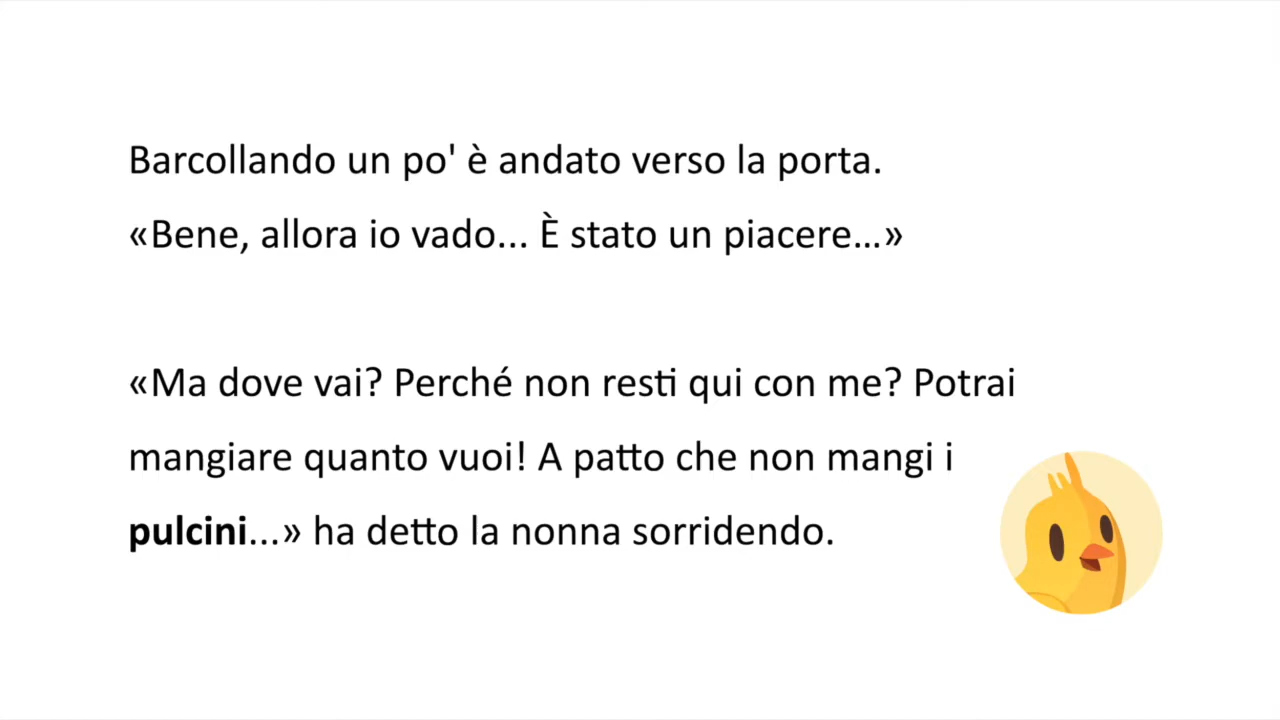 Barcollando un po' è andato verso la porta.
«Bene, allora io vado... È stato un piacere...»
«Ma dove vai? Perché non resti qui con me? Potrai
mangiare quanto vuoi! A patto che non mangi i
pulcini...» ha detto la nonna sorridendo.